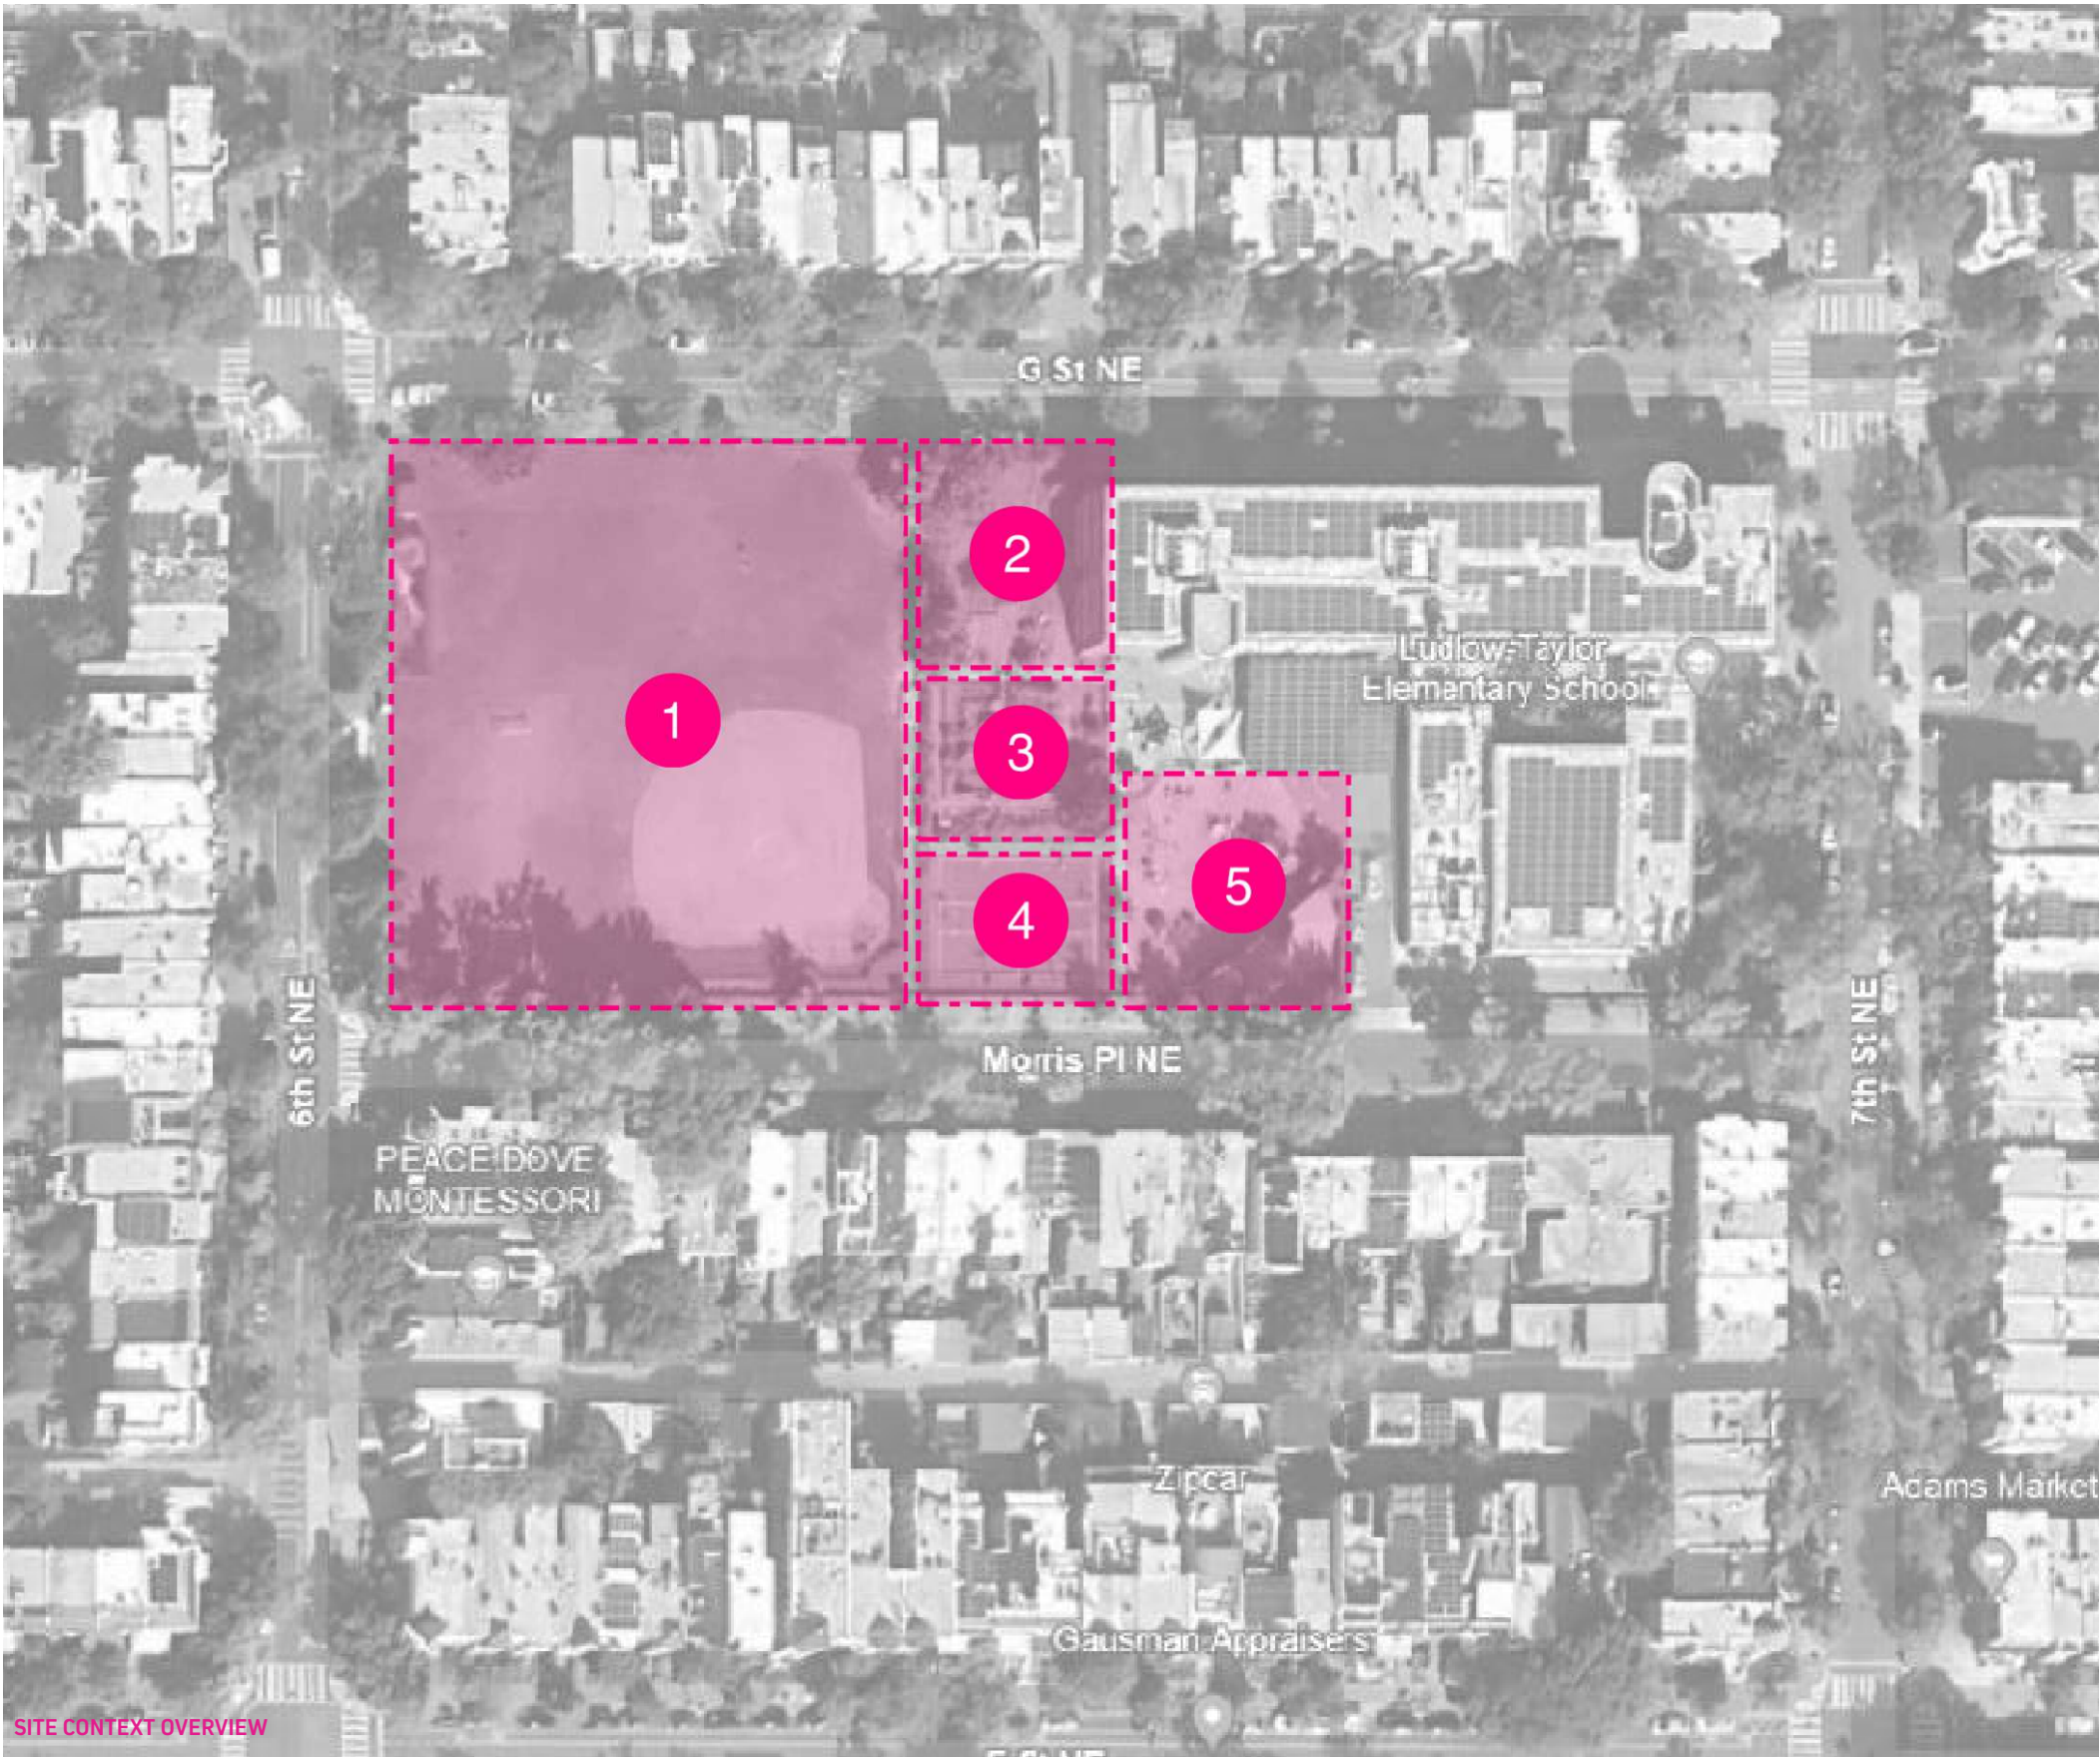 G St NE
2
1
Ludlow-Taylor
Elementary School
3
5
4
6th St NE
7th St NE
Morris Pl NE
PEACE DOVE
MONTESSORI
Zipcar
Adams Market
Gausman Appraisers
SITE CONTEXT OVERVIEW